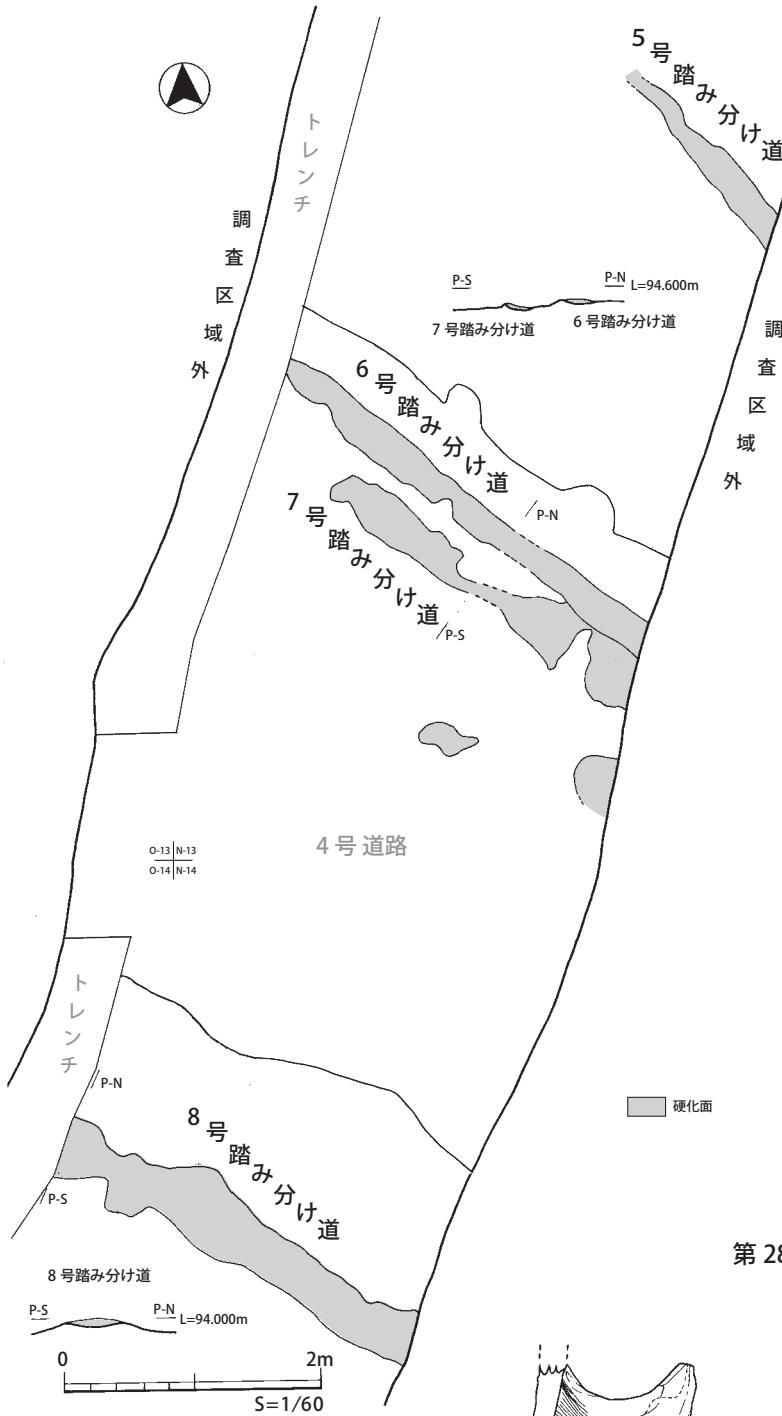 5号踏み分け道
トレンチ
調査区域外
P-S P-N L=94.600m
7号踏み分け道 6号踏み分け道
調査区域外
6号踏み分け道
P-N
7号踏み分け道
P-S
4号道路
O-13 N-13
O-14 N-14
トレンチ
P-N
8号踏み分け道
P-S
硬化面
第28
8号踏み分け道
P-S P-N L=94.000m
0 2m
S=1/60